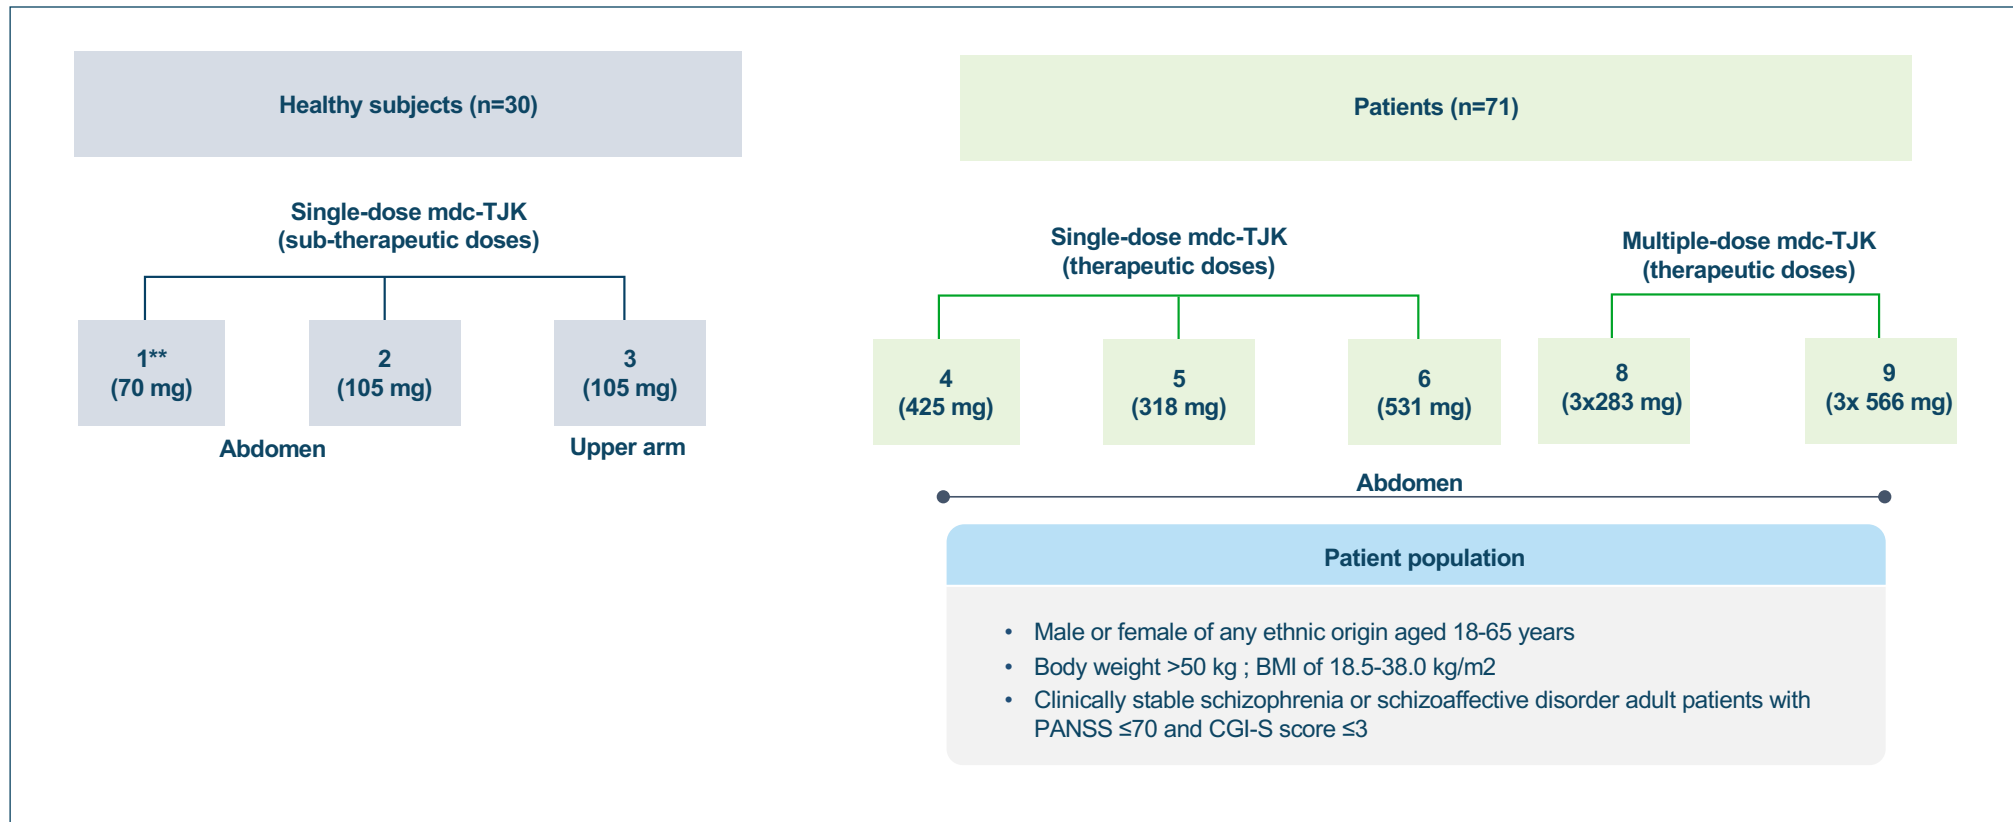 Healthy subjects (n=30)
Single-dose mdc-TJK
(sub-therapeutic doses)
1**
(70 mg)
2
(105 mg)
3
(105 mg)
Abdomen
Upper arm
Patients (n=71)
Single-dose mdc-TJK
(therapeutic doses)
Multiple-dose mdc-TJK
(therapeutic doses)
4
(425 mg)
5
(318 mg)
6
(531 mg)
8
(3x283 mg)
9
(3x 566 mg)
Abdomen
Patient population
• Male or female of any ethnic origin aged 18-65 years
• Body weight >50 kg ; BMI of 18.5-38.0 kg/m2
• Clinically stable schizophrenia or schizoaffective disorder adult patients with
PANSS ≤70 and CGI-S score ≤3